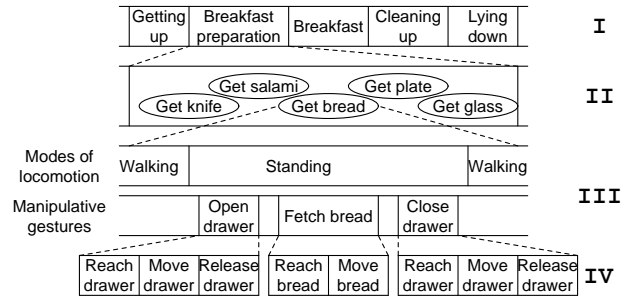 Getting up
Breakfast preparation
Breakfast
Cleaning up
Lying down
I
Get salami
Get plate
Get knife
Get bread
Get glass
II
Modes of locomotion
Walking
Standing
Walking
III
Manipulative gestures
Open drawer
Fetch bread
Close drawer
Reach drawer
Move drawer
Release drawer
Reach bread
Move bread
Reach drawer
Move drawer
Release drawer
IV